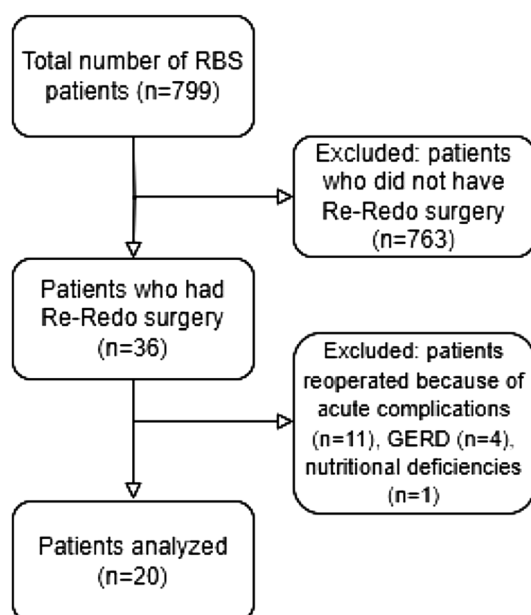 Total number of RBS
patients (n=799)
Excluded: patients
who did not have
Re-Redo surgery
(n=763)
Patients who had
Re-Redo surgery
(n=36)
Excluded: patients
reoperated because of
acute complications
(n=11), GERD (n=4),
nutritional deficiencies
(n=1)
Patients analyzed
(n=20)